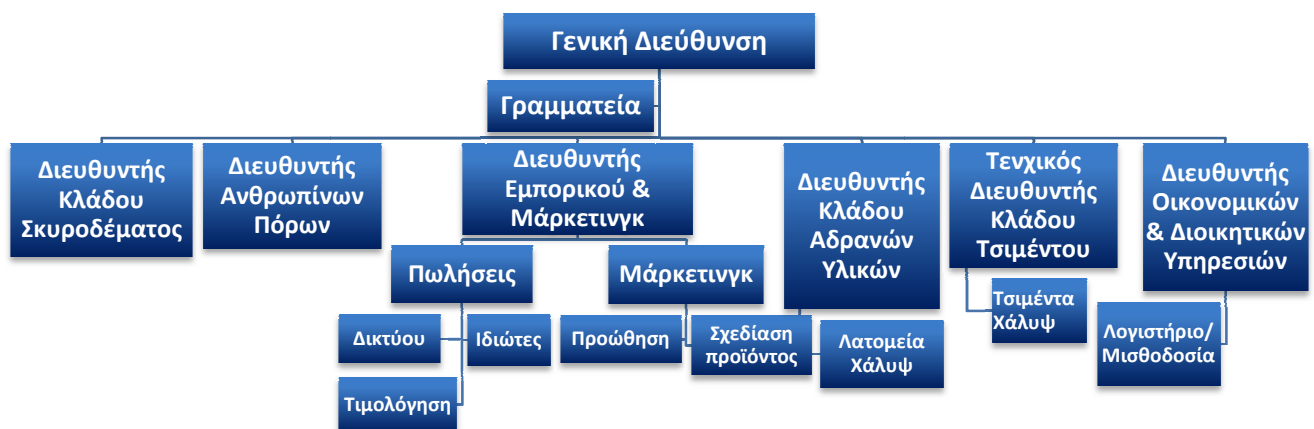 Γενική Διεύθυνση
Γραμματεία
Διευθυντής
Κλάδου
Σκυροδέματος
Διευθυντής
Ανθρωπίνων
Πόρων
Διευθυντής
Εμπορικού &
Μάρκετινγκ
Διευθυντής
Κλάδου
Αδρανών
Υλικών
Τενχικός
Διευθυντής
Κλάδου
Τσιμέντου
Διευθυντής
Οικονομικών
& Διοικητικών
Υπηρεσιών
Πωλήσεις
Μάρκετινγκ
Δικτύου
Ιδιώτες
Τιμολόγηση
Προώθηση
Σχεδίαση
προϊόντος
Λατομεία
Χάλυψ
Τσιμέντα
Χάλυψ
Λογιστήριο/
Μισθοδοσία